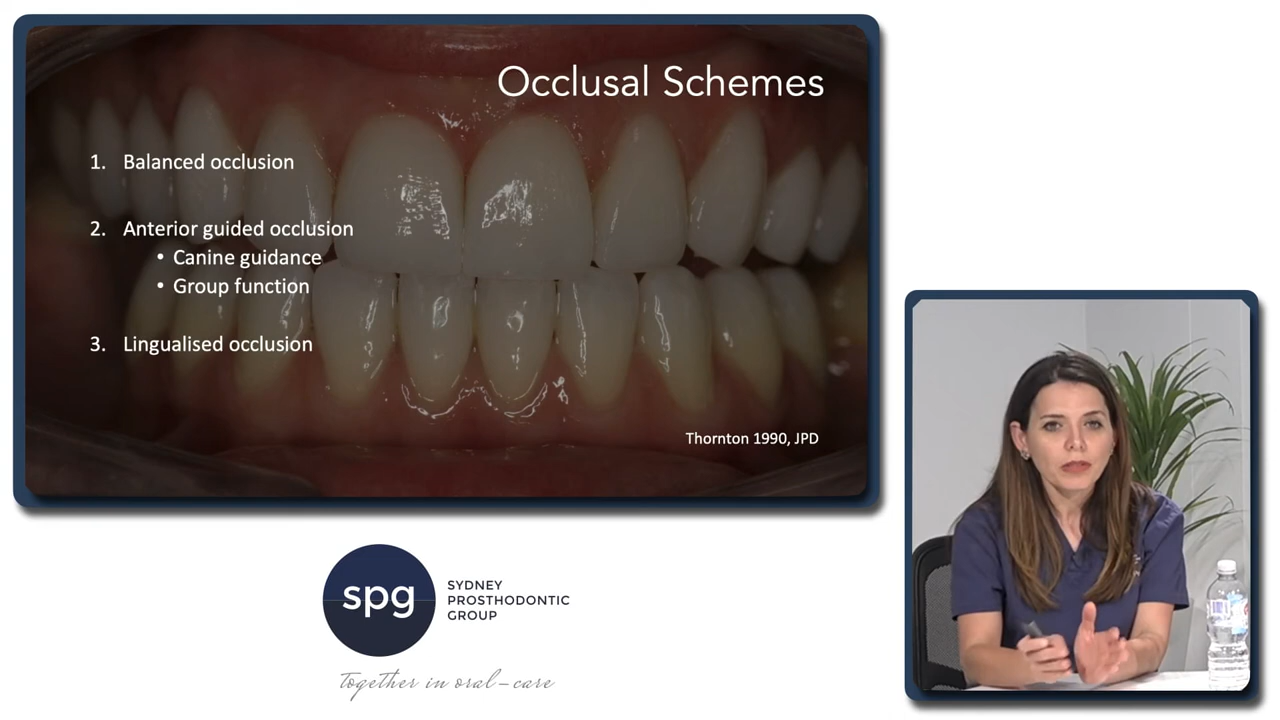 Occlusal Schemes
1. Balanced occlusion
2. Anterior guided occlusion
• Canine guidance
• Group function
3. Lingualised occlusion
Thornton 1990, JPD
spg
SYDNEY
PROSTHODONTIC
GROUP
together in oral-care